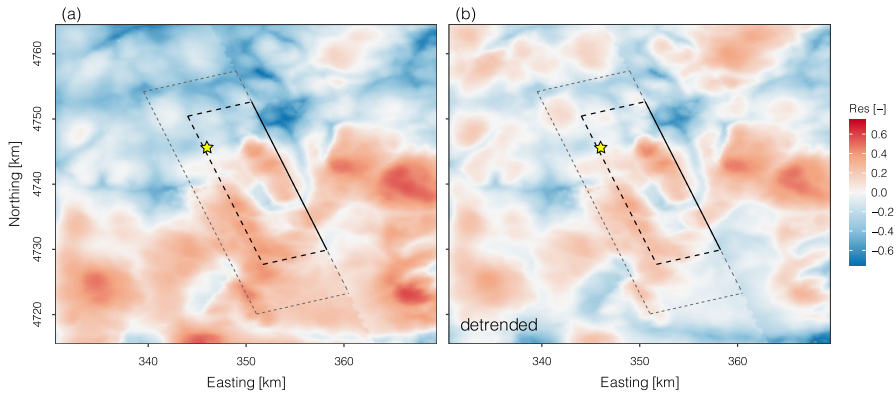 (a)
(b)
4760
4750
4740
4730
4720
Northing [km]
340
350
360
Easting [km]
detrended
340
350
360
Easting [km]
Res [–]
0.6
0.4
0.2
0.0
−0.2
−0.4
−0.6